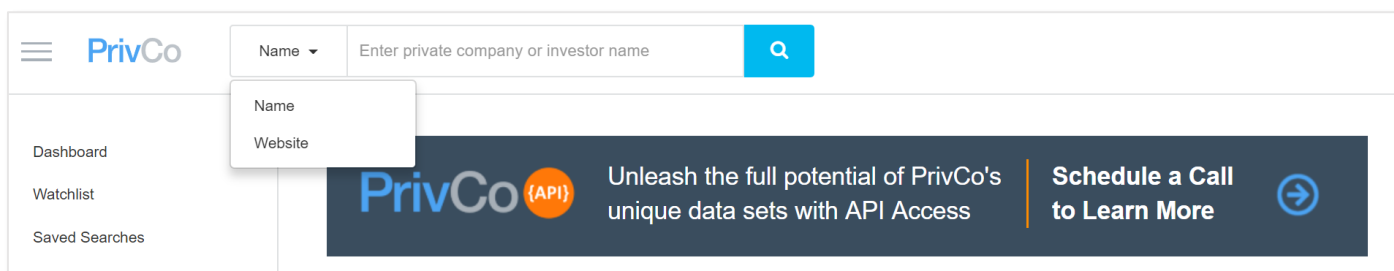 PrivCo
Name
Enter private company or investor name
Name
Website
Dashboard
Watchlist
Saved Searches
PrivCo {API}
Unleash the full potential of PrivCo's
unique data sets with API Access
Schedule a Call
to Learn More